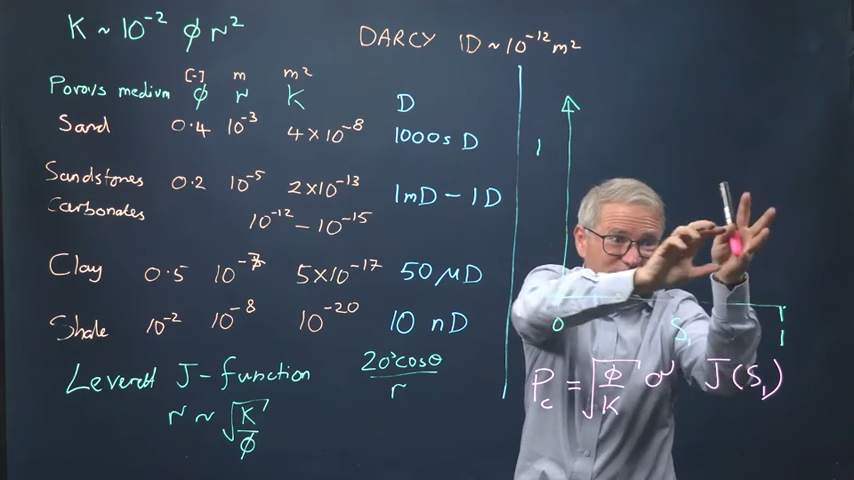 K ~ 10⁻² φ r²
DARCY 1D ~ 10⁻¹² m²
[-] m m²
Porous medium φ r K D
Sand 0.4 10⁻³ 4×10⁻⁸ 1000s D
Sandstones 0.2 10⁻⁵ 2×10⁻¹³ 1mD – 1D
Carbonates 10⁻¹² – 10⁻¹⁵
Clay 0.5 5×10⁻¹⁷ 50 μD
Shale 10⁻² 10⁻⁸ 10⁻²⁰ 10 nD
Leverett J-function 2σcosθ/r
r ~ √(K/φ)
1
0 S₁ 1
Pc = √(φ/K) σ J(S₁)